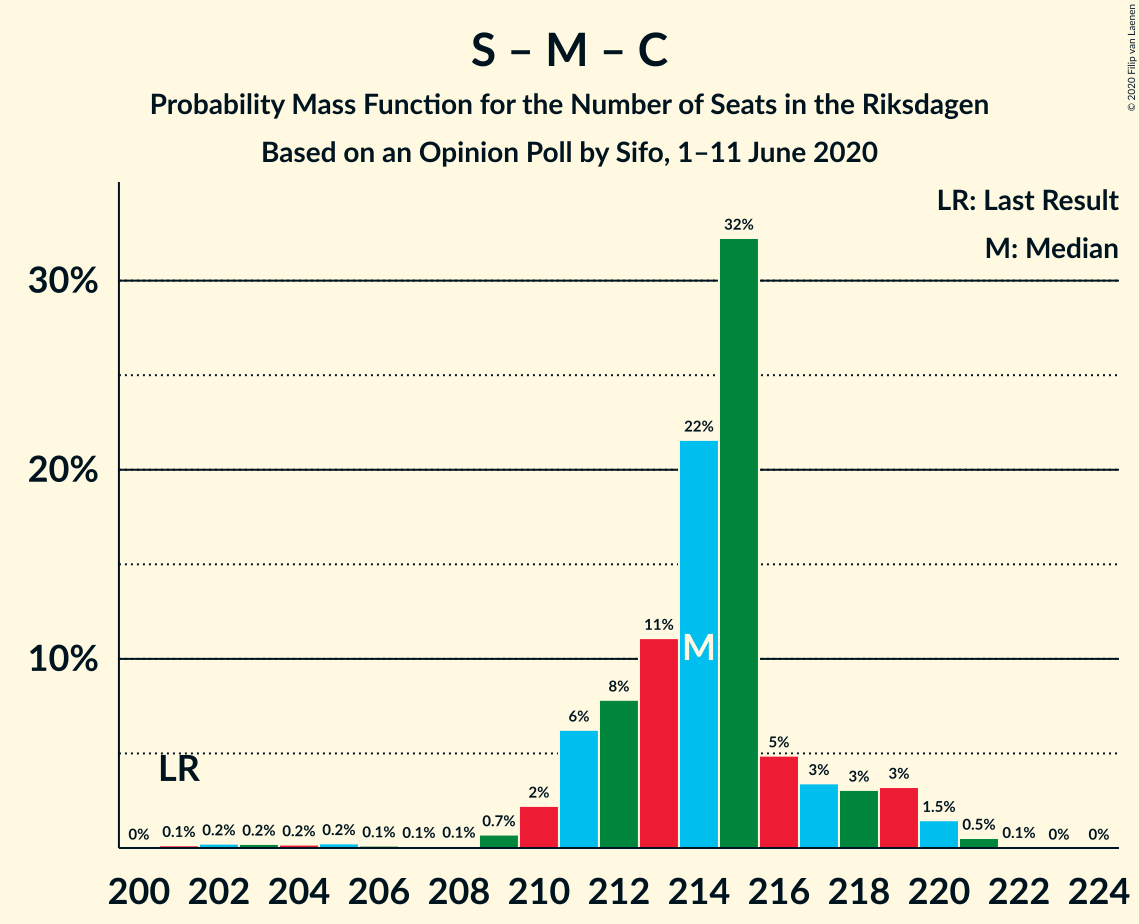 S – M – C
Probability Mass Function for the Number of Seats in the Riksdagen
Based on an Opinion Poll by Sifo, 1–11 June 2020
© 2020 Filip van Laenen
LR: Last Result
M: Median
30%
20%
10%
LR
M
0% 0.1% 0.2% 0.2% 0.2% 0.2% 0.1% 0.1% 0.1% 0.7% 2% 6% 8% 11% 22% 32% 5% 3% 3% 3% 1.5% 0.5% 0.1% 0% 0%
200 202 204 206 208 210 212 214 216 218 220 222 224